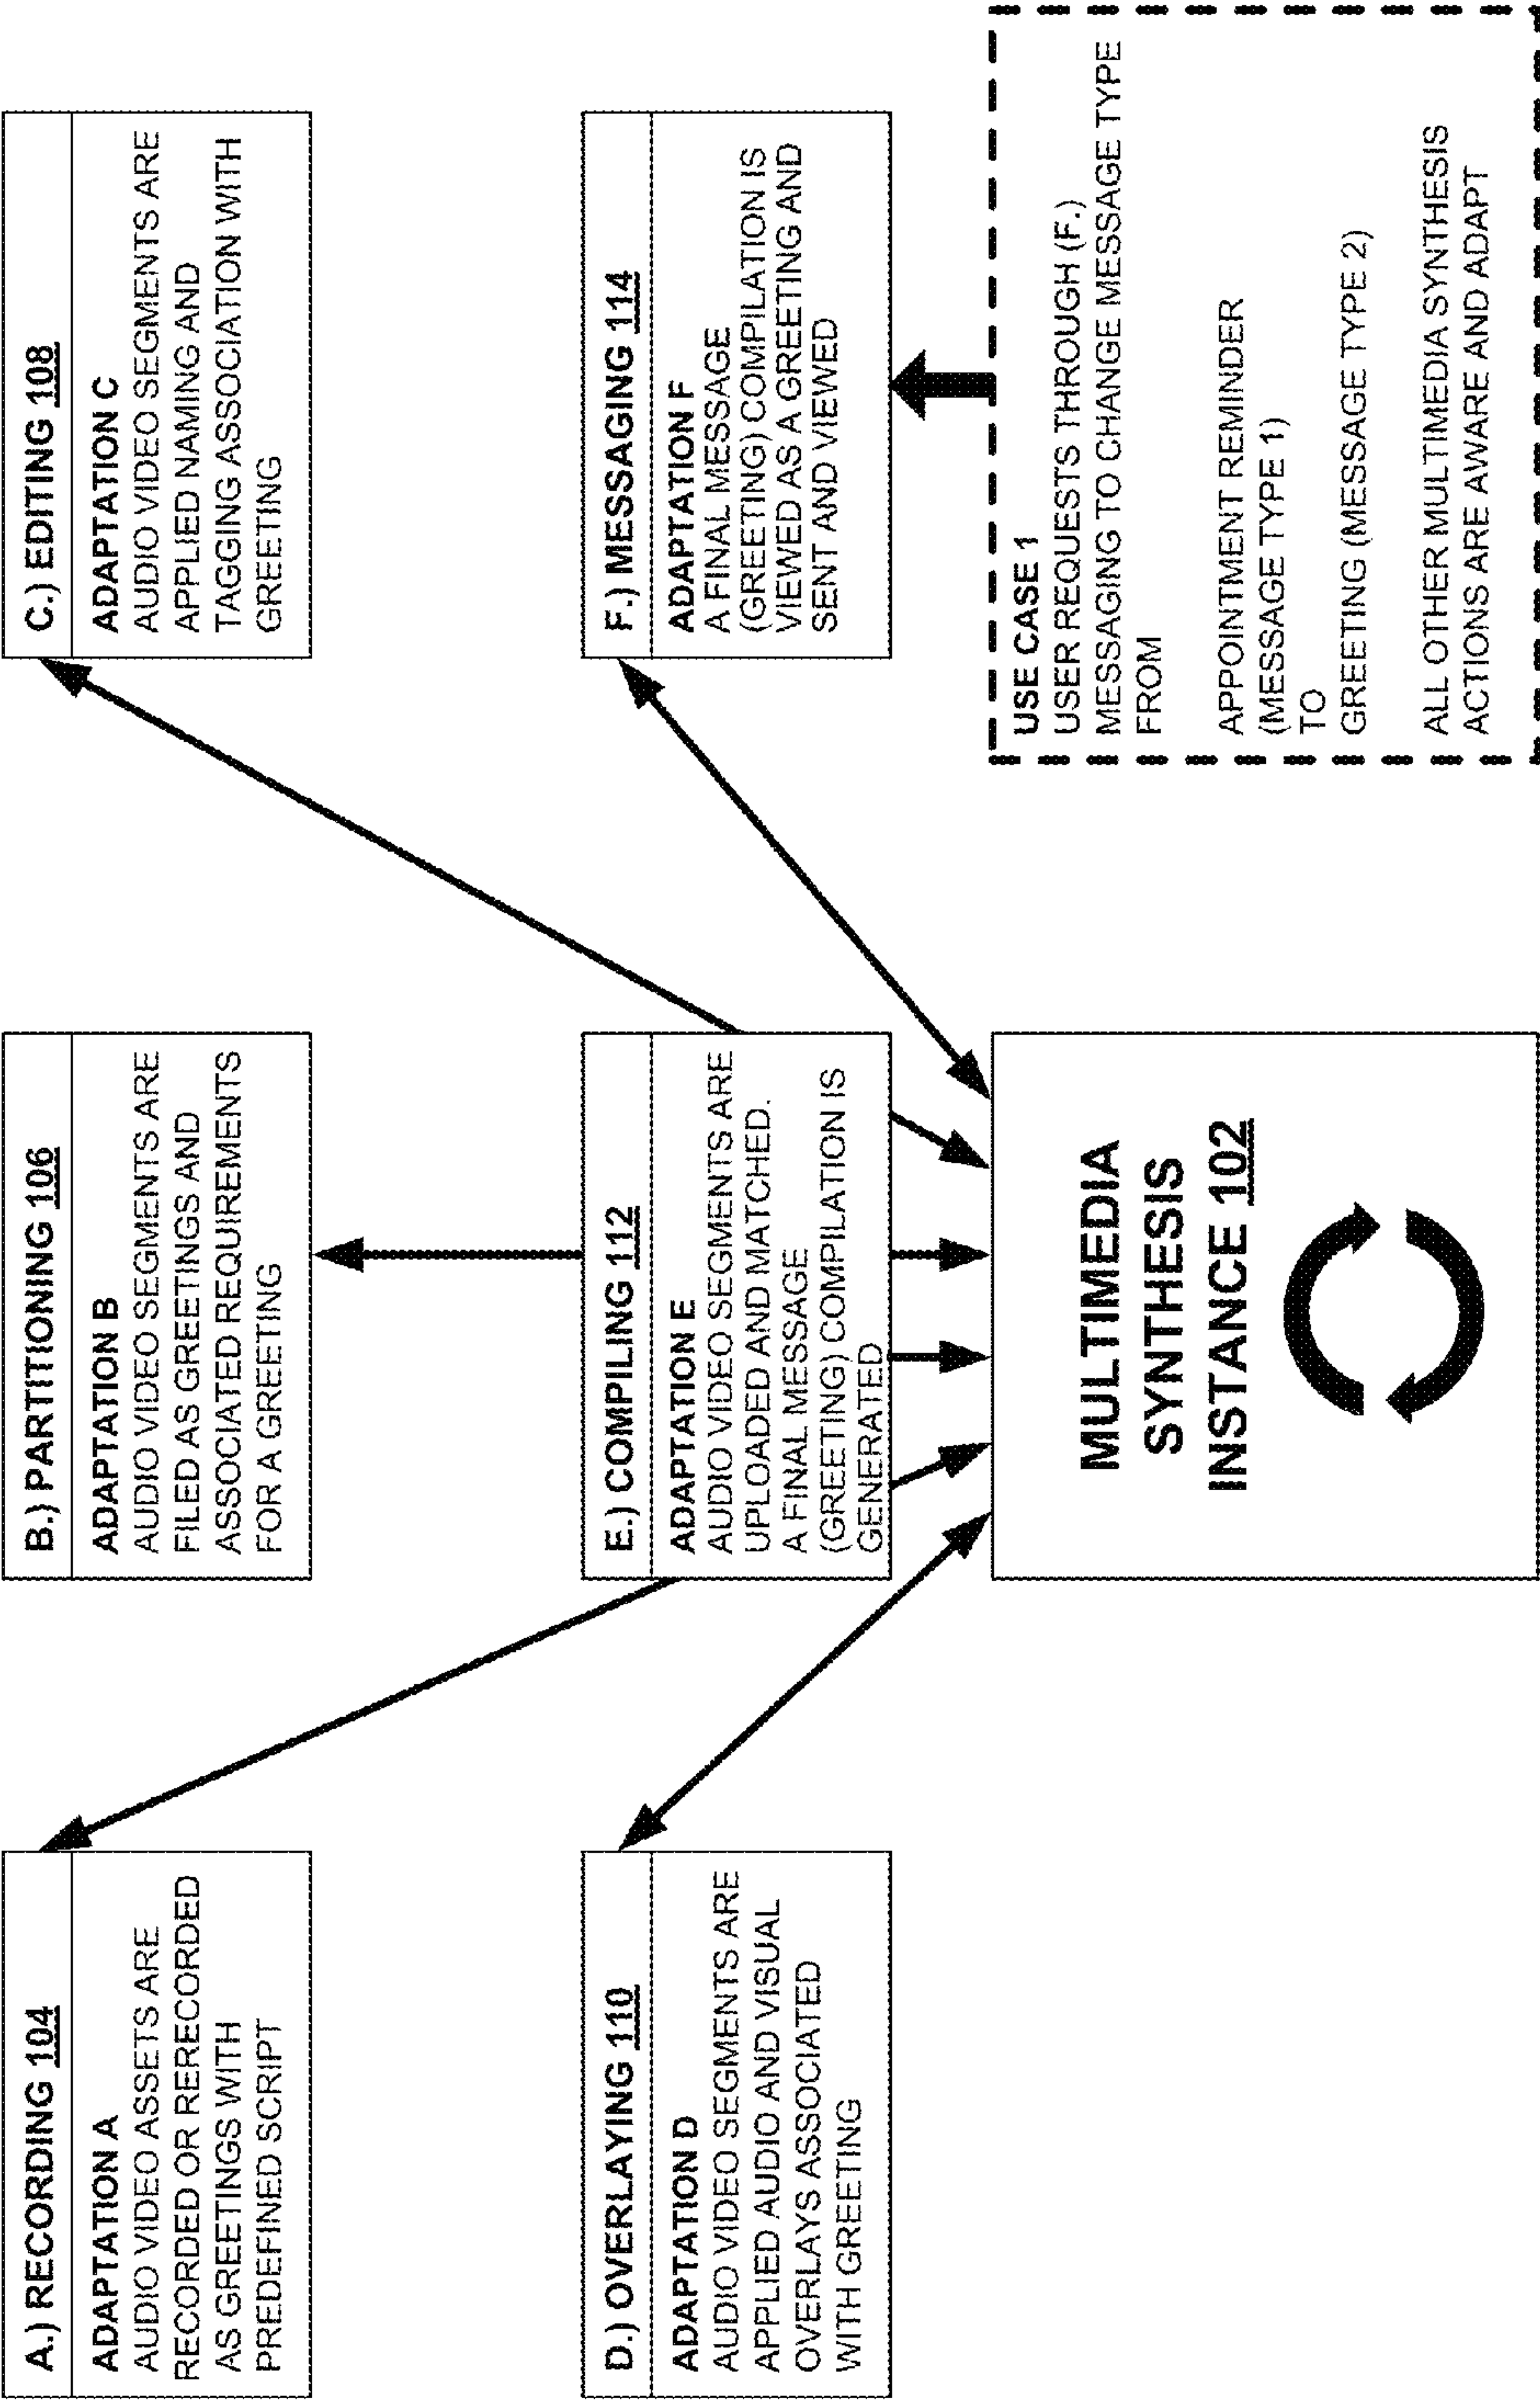 A.) RECORDING 104
ADAPTATION A
AUDIO VIDEO ASSETS ARE
RECORDED OR RERECORDED
AS GREETINGS WITH
PREDEFINED SCRIPT
B.) PARTITIONING 106
ADAPTATION B
AUDIO VIDEO SEGMENTS ARE
FILED AS GREETINGS AND
ASSOCIATED REQUIREMENTS
FOR A GREETING
C.) EDITING 108
ADAPTATION C
AUDIO VIDEO SEGMENTS ARE
APPLIED NAMING AND
TAGGING ASSOCIATION WITH
GREETING
D.) OVERLAYING 110
ADAPTATION D
AUDIO VIDEO SEGMENTS ARE
APPLIED AUDIO AND VISUAL
OVERLAYS ASSOCIATED
WITH GREETING
E.) COMPILING 112
ADAPTATION E
AUDIO VIDEO SEGMENTS ARE
UPLOADED AND MATCHED.
A FINAL MESSAGE
(GREETING) COMPILATION IS
GENERATED
F.) MESSAGING 114
ADAPTATION F
A FINAL MESSAGE
(GREETING) COMPILATION IS
VIEWED AS A GREETING AND
SENT AND VIEWED
MULTIMEDIA
SYNTHESIS
INSTANCE 102
USE CASE 1
USER REQUESTS THROUGH (F.)
MESSAGING TO CHANGE MESSAGE TYPE
FROM
APPOINTMENT REMINDER
(MESSAGE TYPE 1)
TO
GREETING (MESSAGE TYPE 2)
ALL OTHER MULTIMEDIA SYNTHESIS
ACTIONS ARE AWARE AND ADAPT